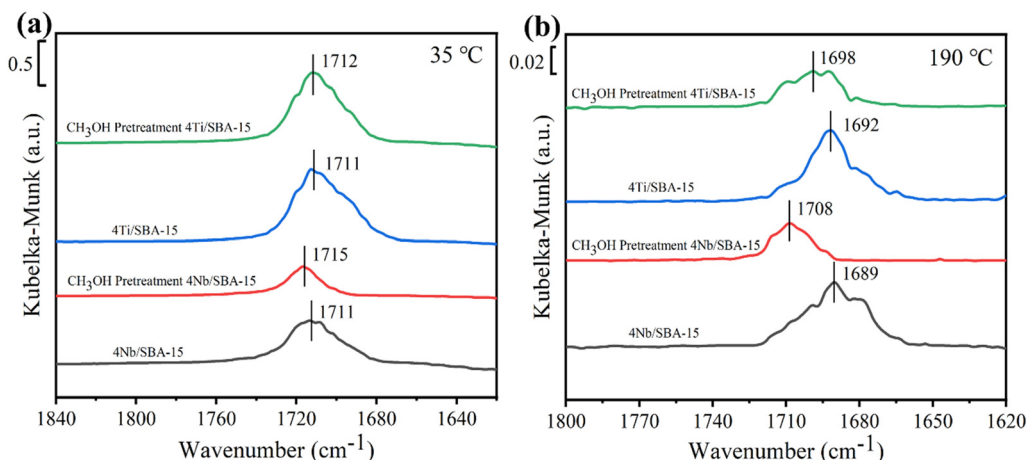 (a)
0.5
35 ℃
1712
CH3OH Pretreatment 4Ti/SBA-15
1711
4Ti/SBA-15
1715
CH3OH Pretreatment 4Nb/SBA-15
1711
4Nb/SBA-15
Kubelka-Munk (a.u.)
1840 1800 1760 1720 1680 1640
Wavenumber (cm-1)
(b)
0.02
190 ℃
1698
CH3OH Pretreatment 4Ti/SBA-15
1692
4Ti/SBA-15
1708
CH3OH Pretreatment 4Nb/SBA-15
1689
4Nb/SBA-15
Kubelka-Munk (a.u.)
1800 1770 1740 1710 1680 1650 1620
Wavenumber (cm-1)